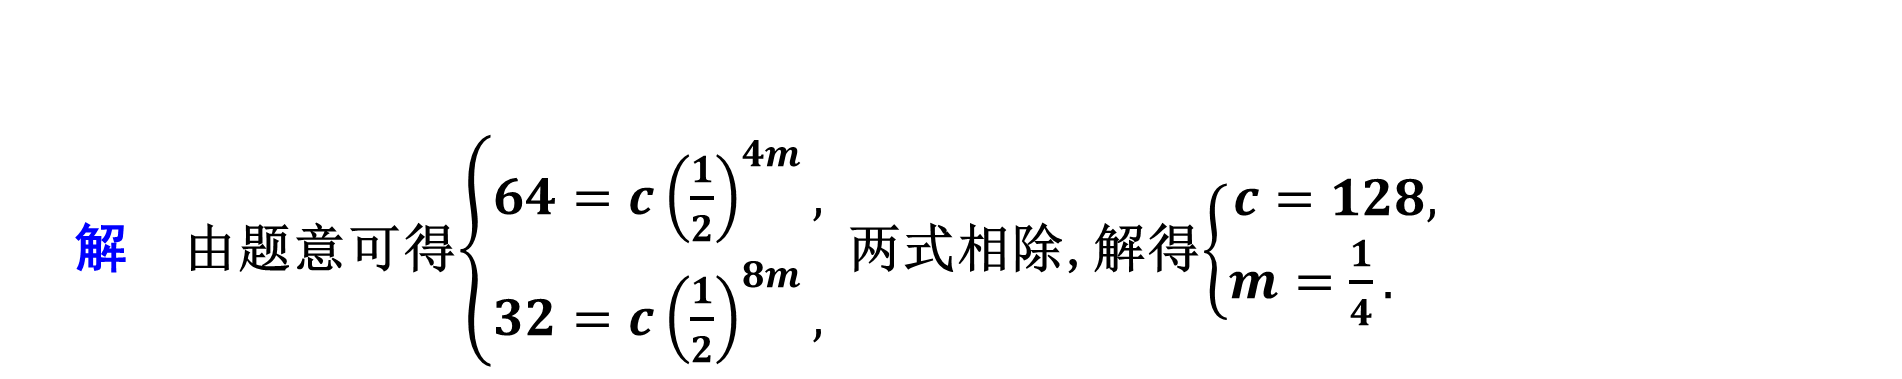 解 由题意可得{64 = c(1/2)^{4m}, 32 = c(1/2)^{8m}, 两式相除, 解得{c = 128, m = 1/4.